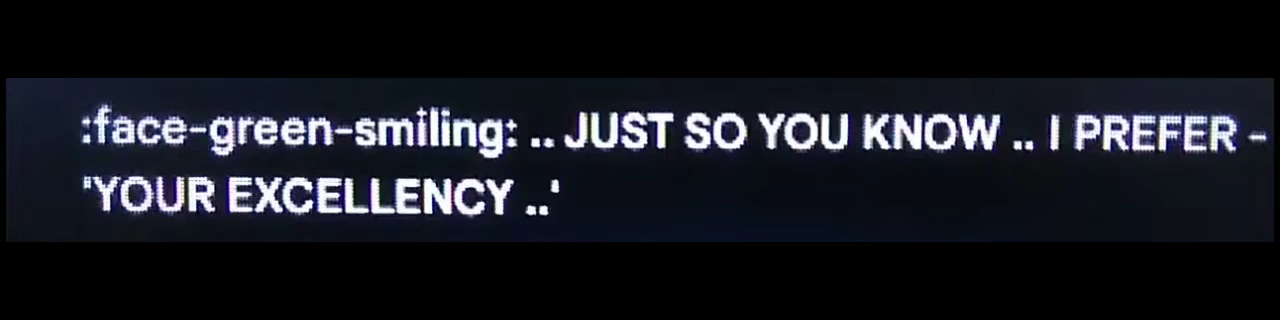 :face-green-smiling: .. JUST SO YOU KNOW .. I PREFER -
'YOUR EXCELLENCY ..'